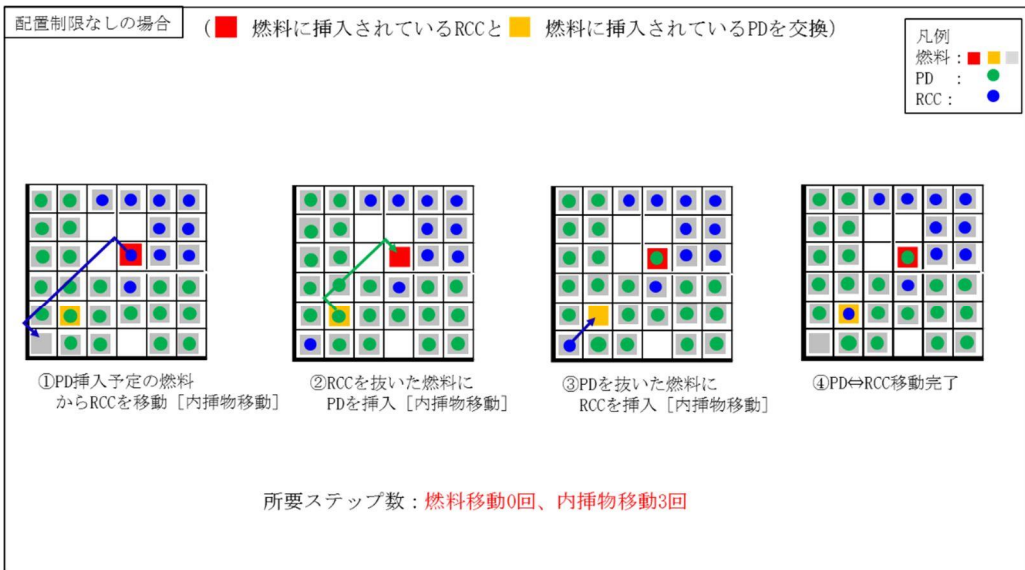 配置制限なしの場合
(■ 燃料に挿入されているRCCと■ 燃料に挿入されているPDを交換)
凡例
燃料：
PD ：
RCC：
①PD挿入予定の燃料
からRCCを移動［内挿物移動］
②RCCを抜いた燃料に
PDを挿入［内挿物移動］
③PDを抜いた燃料に
RCCを挿入［内挿物移動］
④PD⇔RCC移動完了
所要ステップ数：燃料移動0回、内挿物移動3回